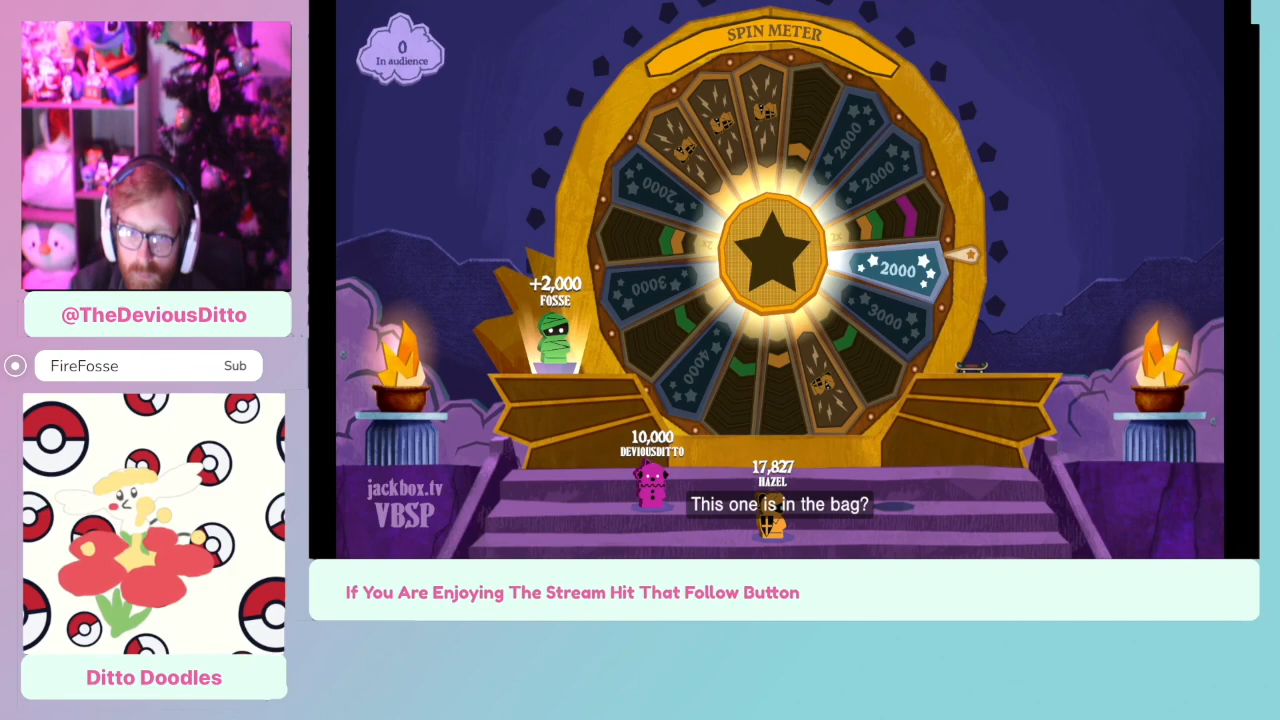 0
In audience
SPIN METER
2000
2000
2000
2000
3000
3000
4000
2x
2x
+2,000
FOSSE
@TheDeviousDitto
FireFosse
Sub
10,000
DEVIOUSDITTO
17,827
HAZEL
jackbox.tv
VBSP
This one is in the bag?
If You Are Enjoying The Stream Hit That Follow Button
Ditto Doodles